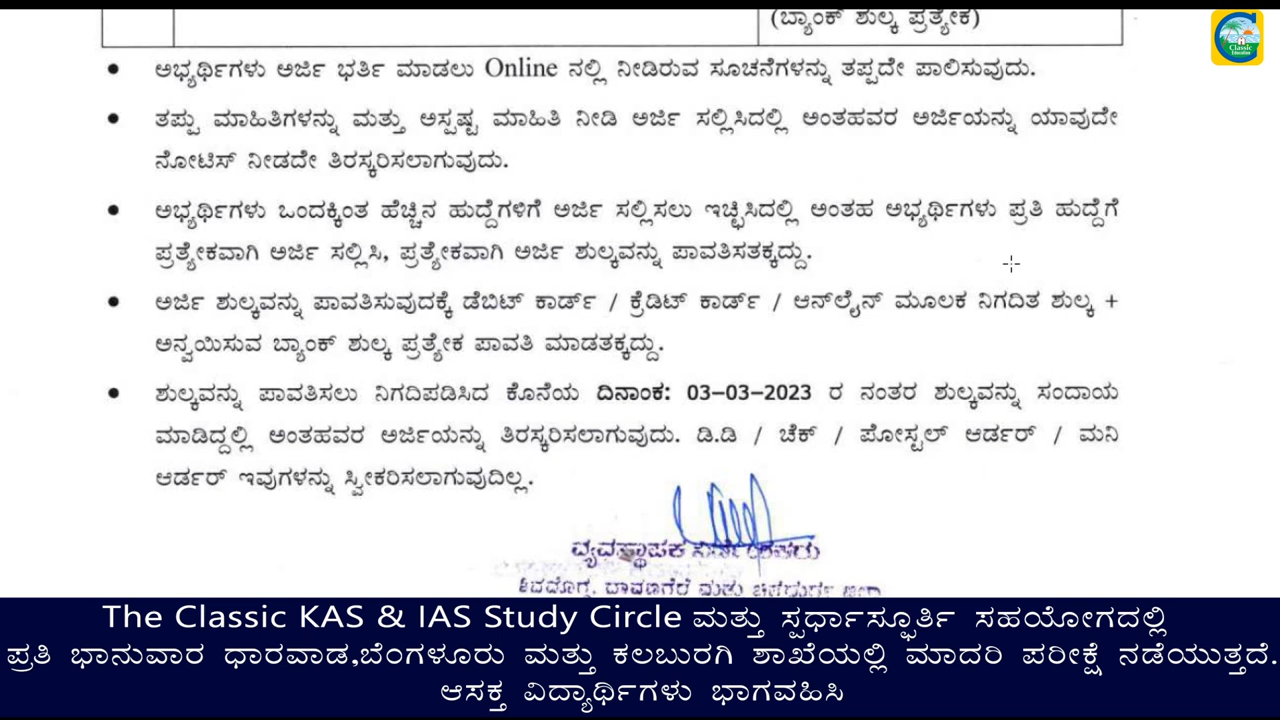 (ಬ್ಯಾಂಕ್ ಶುಲ್ಕ ಪ್ರತ್ಯೇಕ)
Classic
Education
• ಅಭ್ಯರ್ಥಿಗಳು ಅರ್ಜಿ ಭರ್ತಿ ಮಾಡಲು Online ನಲ್ಲಿ ನೀಡಿರುವ ಸೂಚನೆಗಳನ್ನು ತಪ್ಪದೇ ಪಾಲಿಸುವುದು.
• ತಪ್ಪು ಮಾಹಿತಿಗಳನ್ನು ಮತ್ತು ಅಸ್ಪಷ್ಟ ಮಾಹಿತಿ ನೀಡಿ ಅರ್ಜಿ ಸಲ್ಲಿಸಿದಲ್ಲಿ ಅಂತಹವರ ಅರ್ಜಿಯನ್ನು ಯಾವುದೇ
ನೋಟಿಸ್ ನೀಡದೇ ತಿರಸ್ಕರಿಸಲಾಗುವುದು.
• ಅಭ್ಯರ್ಥಿಗಳು ಒಂದಕ್ಕಿಂತ ಹೆಚ್ಚಿನ ಹುದ್ದೆಗಳಿಗೆ ಅರ್ಜಿ ಸಲ್ಲಿಸಲು ಇಚ್ಛಿಸಿದಲ್ಲಿ ಅಂತಹ ಅಭ್ಯರ್ಥಿಗಳು ಪ್ರತಿ ಹುದ್ದೆಗೆ
ಪ್ರತ್ಯೇಕವಾಗಿ ಅರ್ಜಿ ಸಲ್ಲಿಸಿ, ಪ್ರತ್ಯೇಕವಾಗಿ ಅರ್ಜಿ ಶುಲ್ಕವನ್ನು ಪಾವತಿಸತಕ್ಕದ್ದು.
• ಅರ್ಜಿ ಶುಲ್ಕವನ್ನು ಪಾವತಿಸುವುದಕ್ಕೆ ಡೆಬಿಟ್ ಕಾರ್ಡ್ / ಕ್ರೆಡಿಟ್ ಕಾರ್ಡ್ / ಆನ್‌ಲೈನ್ ಮೂಲಕ ನಿಗದಿತ ಶುಲ್ಕ +
ಅನ್ವಯಿಸುವ ಬ್ಯಾಂಕ್ ಶುಲ್ಕ ಪ್ರತ್ಯೇಕ ಪಾವತಿ ಮಾಡತಕ್ಕದ್ದು.
• ಶುಲ್ಕವನ್ನು ಪಾವತಿಸಲು ನಿಗದಿಪಡಿಸಿದ ಕೊನೆಯ ದಿನಾಂಕ: 03–03–2023 ರ ನಂತರ ಶುಲ್ಕವನ್ನು ಸಂದಾಯ
ಮಾಡಿದ್ದಲ್ಲಿ ಅಂತಹವರ ಅರ್ಜಿಯನ್ನು ತಿರಸ್ಕರಿಸಲಾಗುವುದು. ಡಿ.ಡಿ / ಚೆಕ್ / ಪೋಸ್ಟಲ್ ಆರ್ಡರ್ / ಮನಿ
ಆರ್ಡರ್ ಇವುಗಳನ್ನು ಸ್ವೀಕರಿಸಲಾಗುವುದಿಲ್ಲ.
ವ್ಯವಸ್ಥಾಪಕ
ಶಿವಮೊಗ್ಗ, ದಾವಣಗೆರೆ ಮತ್ತು
The Classic KAS & IAS Study Circle ಮತ್ತು ಸ್ಪರ್ಧಾಸ್ಫೂರ್ತಿ ಸಹಯೋಗದಲ್ಲಿ
ಪ್ರತಿ ಭಾನುವಾರ ಧಾರವಾಡ,ಬೆಂಗಳೂರು ಮತ್ತು ಕಲಬುರಗಿ ಶಾಖೆಯಲ್ಲಿ ಮಾದರಿ ಪರೀಕ್ಷೆ ನಡೆಯುತ್ತದೆ.
ಆಸಕ್ತ ವಿದ್ಯಾರ್ಥಿಗಳು ಭಾಗವಹಿಸಿ